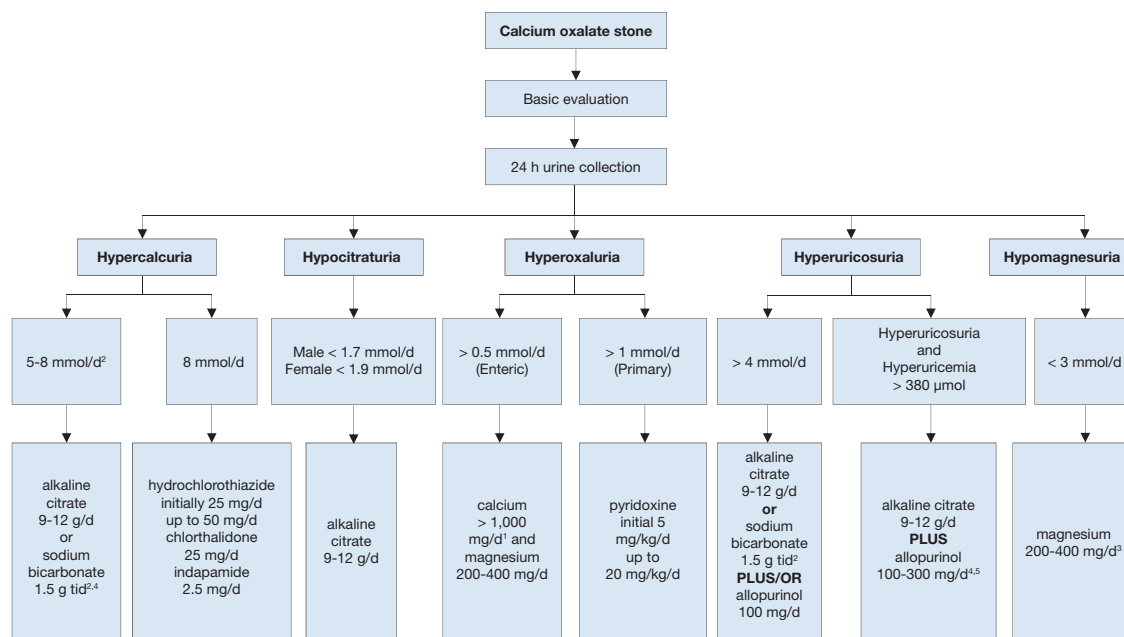 Calcium oxalate stone
Basic evaluation
24 h urine collection
Hypercalcuria
Hypocitraturia
Hyperoxaluria
Hyperuricosuria
Hypomagnesuria
5-8 mmol/d²
8 mmol/d
Male < 1.7 mmol/d
Female < 1.9 mmol/d
> 0.5 mmol/d
(Enteric)
> 1 mmol/d
(Primary)
> 4 mmol/d
Hyperuricosuria
and
Hyperuricemia
> 380 µmol
< 3 mmol/d
alkaline
citrate
9-12 g/d
or
sodium
bicarbonate
1.5 g tid²,⁴
hydrochlorothiazide
initially 25 mg/d
up to 50 mg/d
chlorthalidone
25 mg/d
indapamide
2.5 mg/d
alkaline
citrate
9-12 g/d
calcium
> 1,000
mg/d¹ and
magnesium
200-400 mg/d
pyridoxine
initial 5
mg/kg/d
up to
20 mg/kg/d
alkaline
citrate
9-12 g/d
or
sodium
bicarbonate
1.5 g tid²
PLUS/OR
allopurinol
100 mg/d
alkaline citrate
9-12 g/d
PLUS
allopurinol
100-300 mg/d⁴,⁵
magnesium
200-400 mg/d³